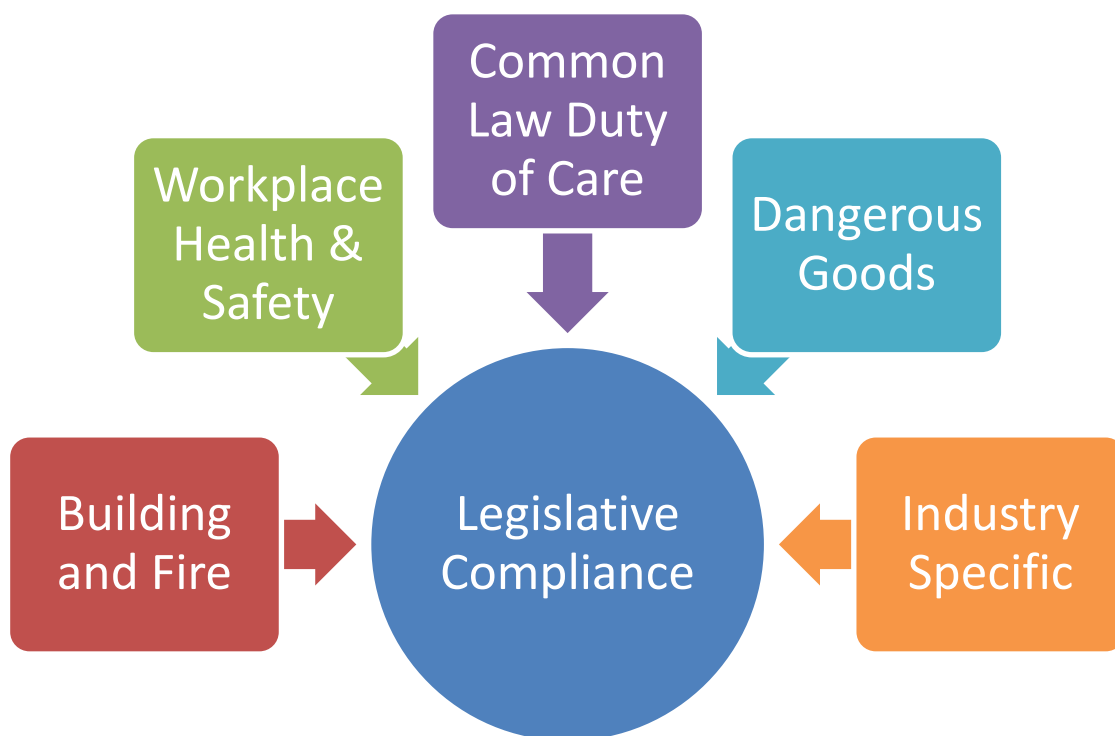 Common
Law Duty
of Care
Workplace
Health &
Safety
Dangerous
Goods
Building
and Fire
Legislative
Compliance
Industry
Specific